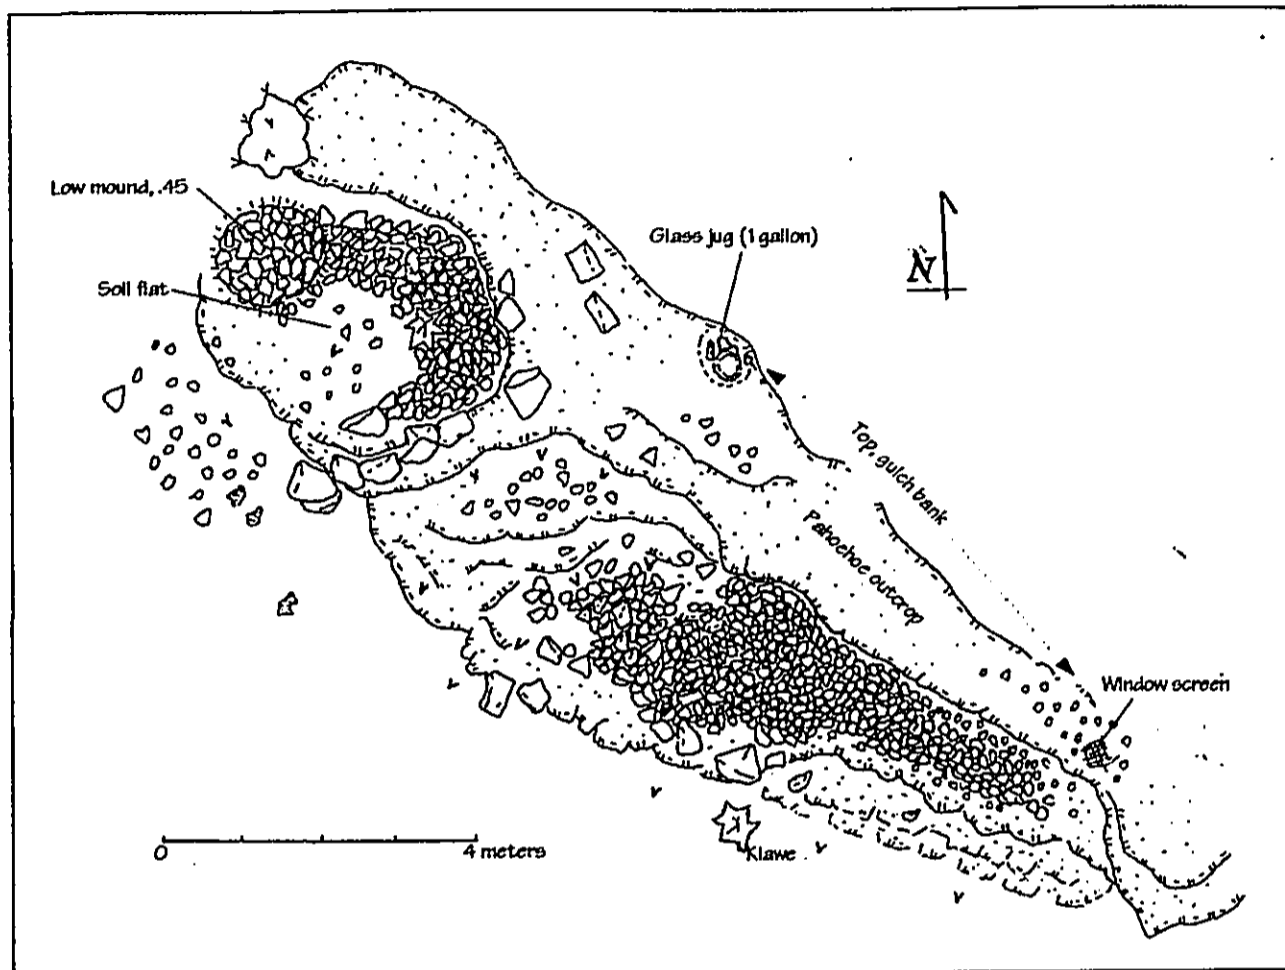 Low mound, .45
Glass jug (1 gallon)
N
Soil flat
Top, gulch bank
Pahoehoe outcrop
Window screen
0 4 meters
Kiawe